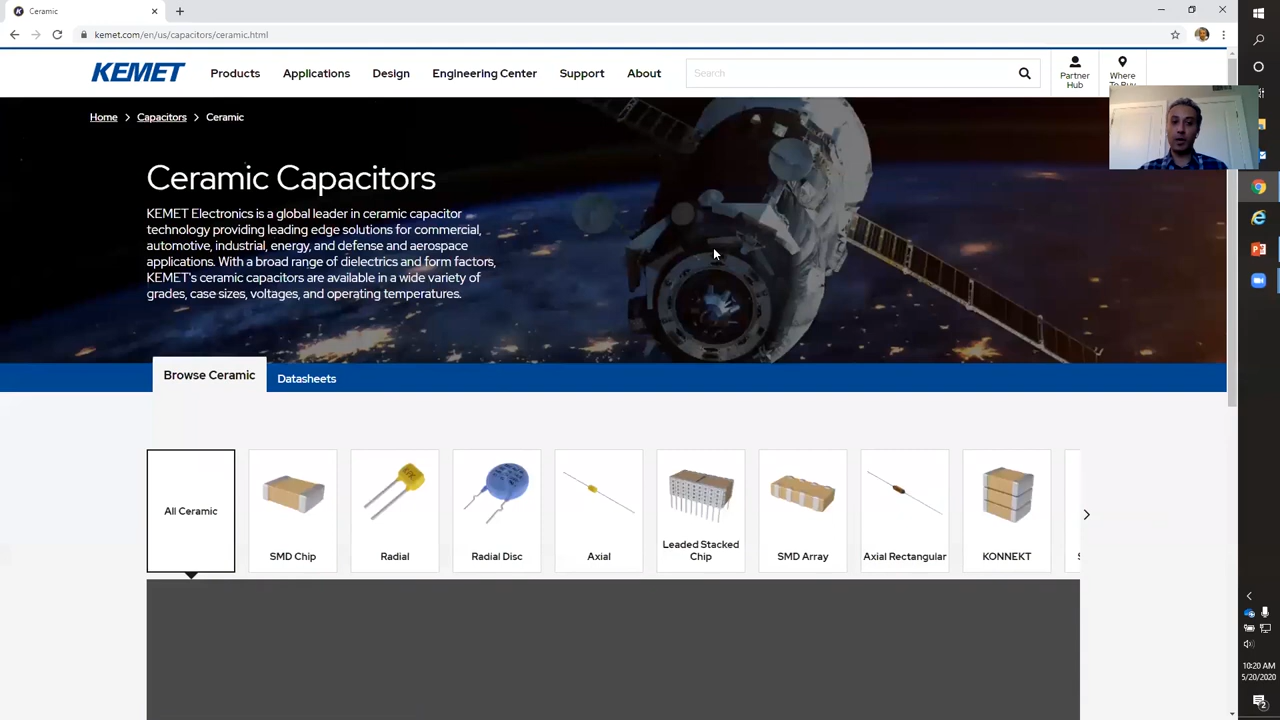 Ceramic
kemet.com/en/us/capacitors/ceramic.html
KEMET
Products
Applications
Design
Engineering Center
Support
About
Search
Partner
Hub
Where
To Buy
Home > Capacitors > Ceramic
Ceramic Capacitors
KEMET Electronics is a global leader in ceramic capacitor
technology providing leading edge solutions for commercial,
automotive, industrial, energy, and defense and aerospace
applications. With a broad range of dielectrics and form factors,
KEMET's ceramic capacitors are available in a wide variety of
grades, case sizes, voltages, and operating temperatures.
Browse Ceramic
Datasheets
All Ceramic
SMD Chip
Radial
Radial Disc
Axial
Leaded Stacked
Chip
SMD Array
Axial Rectangular
KONNEKT
10:20 AM
5/20/2020